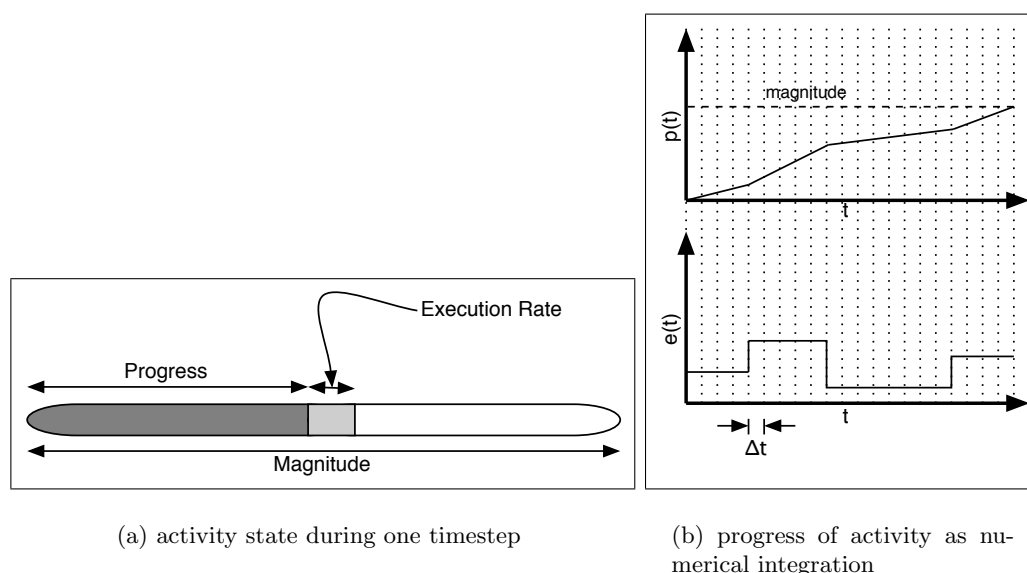 Execution Rate
Progress
Magnitude
(a) activity state during one timestep
magnitude
p(t)
t
e(t)
t
Δt
(b) progress of activity as nu-
merical integration